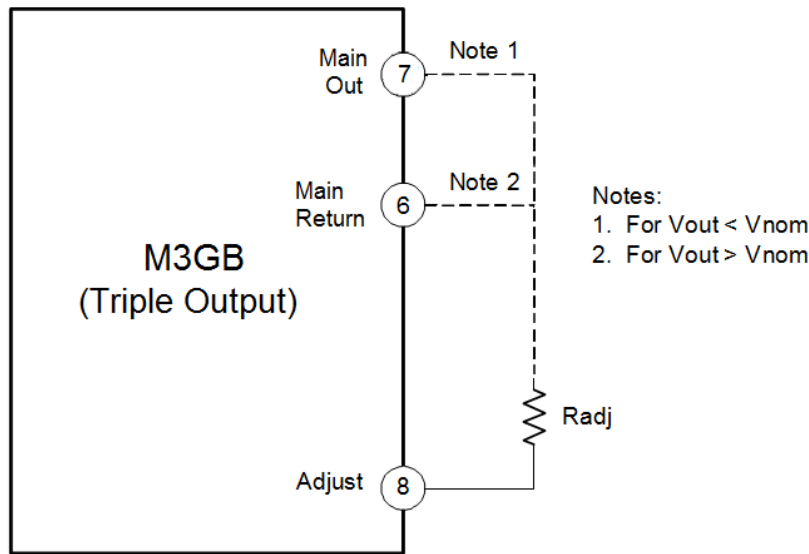 Main
Out
7
Note 1
Main
Return
6
Note 2
Notes:
1. For Vout < Vnom
2. For Vout > Vnom
M3GB
(Triple Output)
Radj
Adjust
8